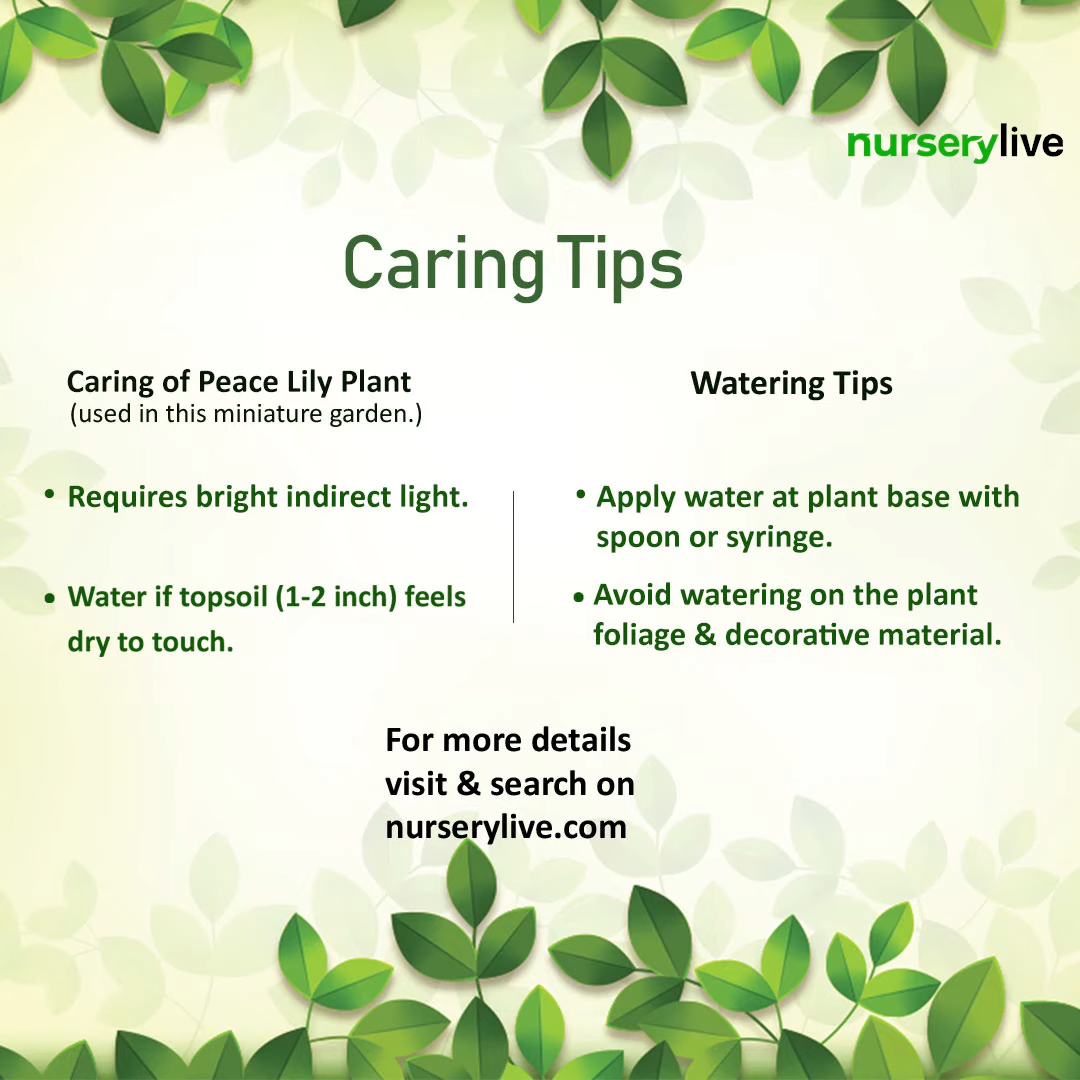 nurserylive
Caring Tips
Caring of Peace Lily Plant
(used in this miniature garden.)
• Requires bright indirect light.
• Water if topsoil (1-2 inch) feels
dry to touch.
Watering Tips
• Apply water at plant base with
spoon or syringe.
• Avoid watering on the plant
foliage & decorative material.
For more details
visit & search on
nurserylive.com